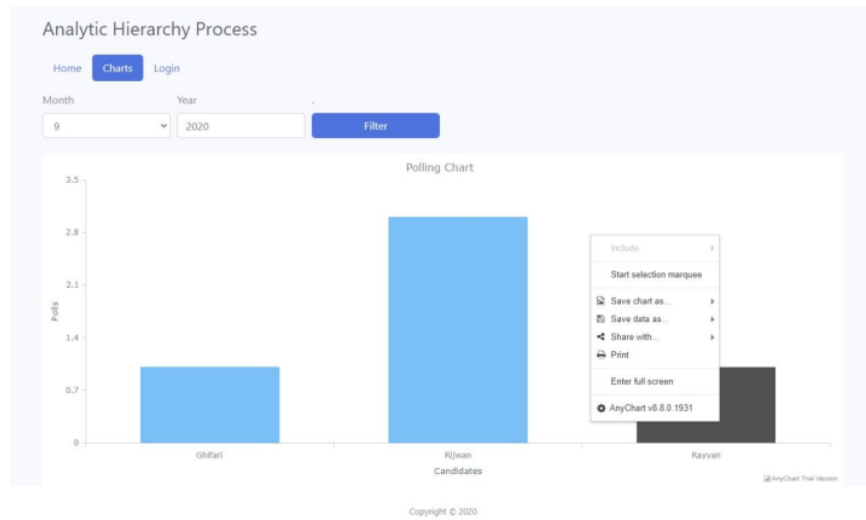 Analytic Hierarchy Process
Home Charts Login
Month Year .
9 2020 Filter
Polling Chart
3.5
2.8
2.1
1.4
0.7
0
Polls
Include
Start selection marquee
Save chart as...
Save data as...
Share with...
Print
Enter full screen
AnyChart v8.8.0.1931
Ghifari Rijwan Rayyan
Candidates
AnyChart Trial Version
Copyright © 2020